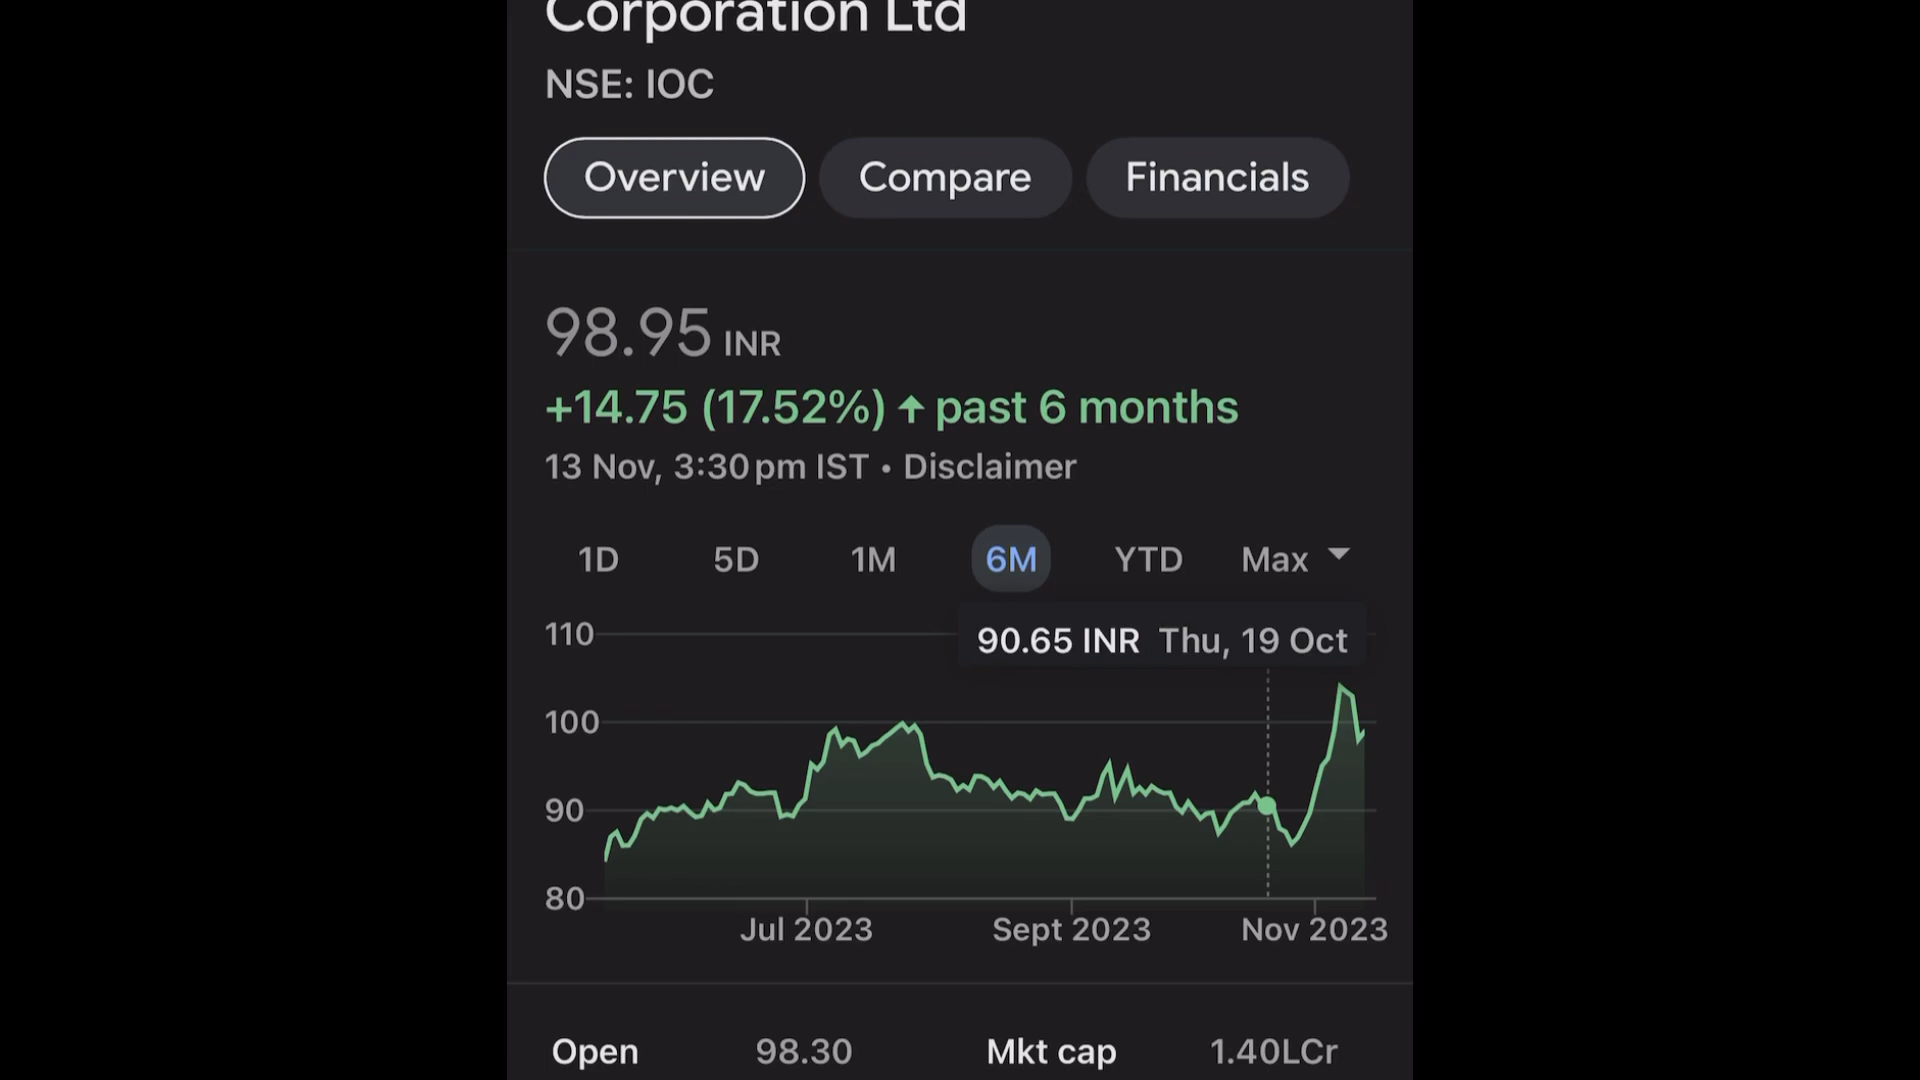 Corporation Ltd
NSE: IOC
Overview Compare Financials
98.95 INR
+14.75 (17.52%) ↑ past 6 months
13 Nov, 3:30 pm IST • Disclaimer
1D 5D 1M 6M YTD Max
90.65 INR Thu, 19 Oct
110
100
90
80
Jul 2023 Sept 2023 Nov 2023
Open 98.30 Mkt cap 1.40LCr